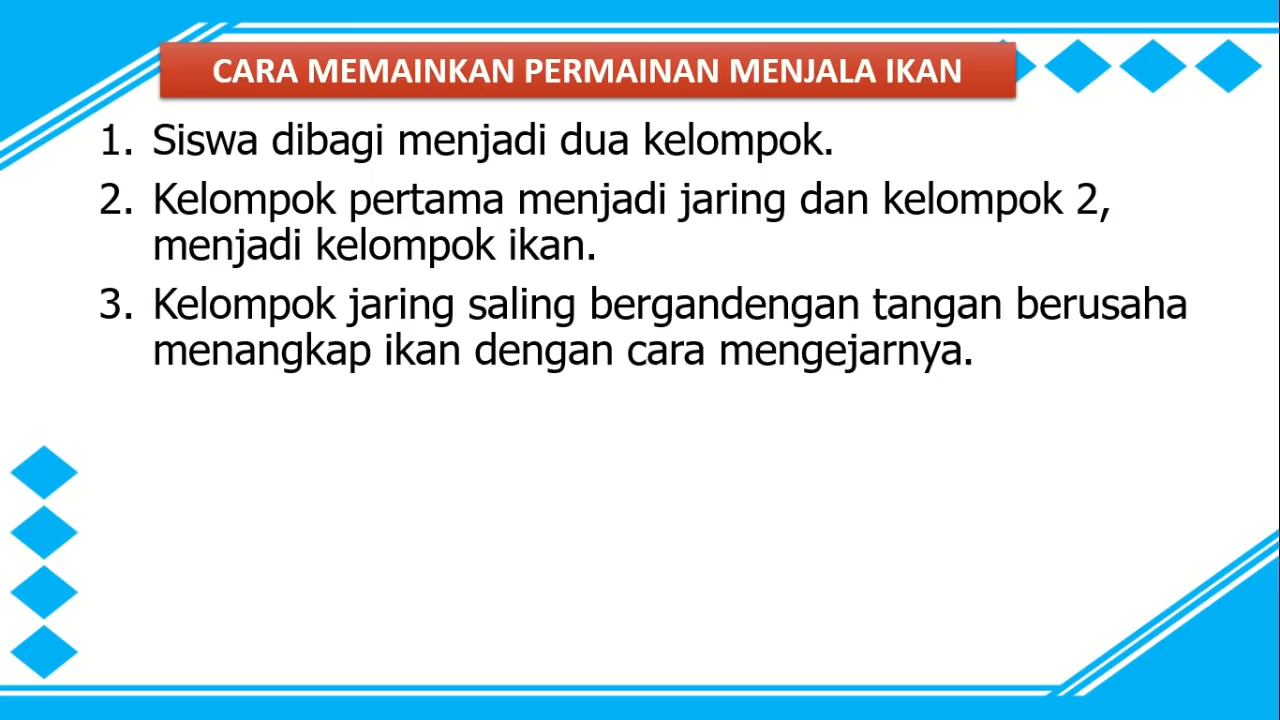 CARA MEMAINKAN PERMAINAN MENJALA IKAN
1. Siswa dibagi menjadi dua kelompok.
2. Kelompok pertama menjadi jaring dan kelompok 2,
menjadi kelompok ikan.
3. Kelompok jaring saling bergandengan tangan berusaha
menangkap ikan dengan cara mengejarnya.